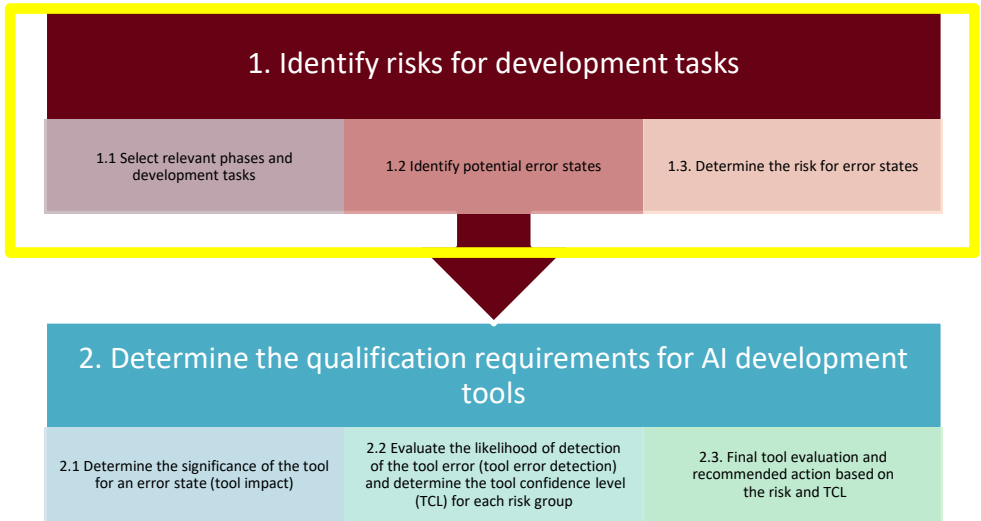 1. Identify risks for development tasks
1.1 Select relevant phases and
development tasks
1.2 Identify potential error states
1.3. Determine the risk for error states
2. Determine the qualification requirements for AI development
tools
2.1 Determine the significance of the tool
for an error state (tool impact)
2.2 Evaluate the likelihood of detection
of the tool error (tool error detection)
and determine the tool confidence level
(TCL) for each risk group
2.3. Final tool evaluation and
recommended action based on
the risk and TCL